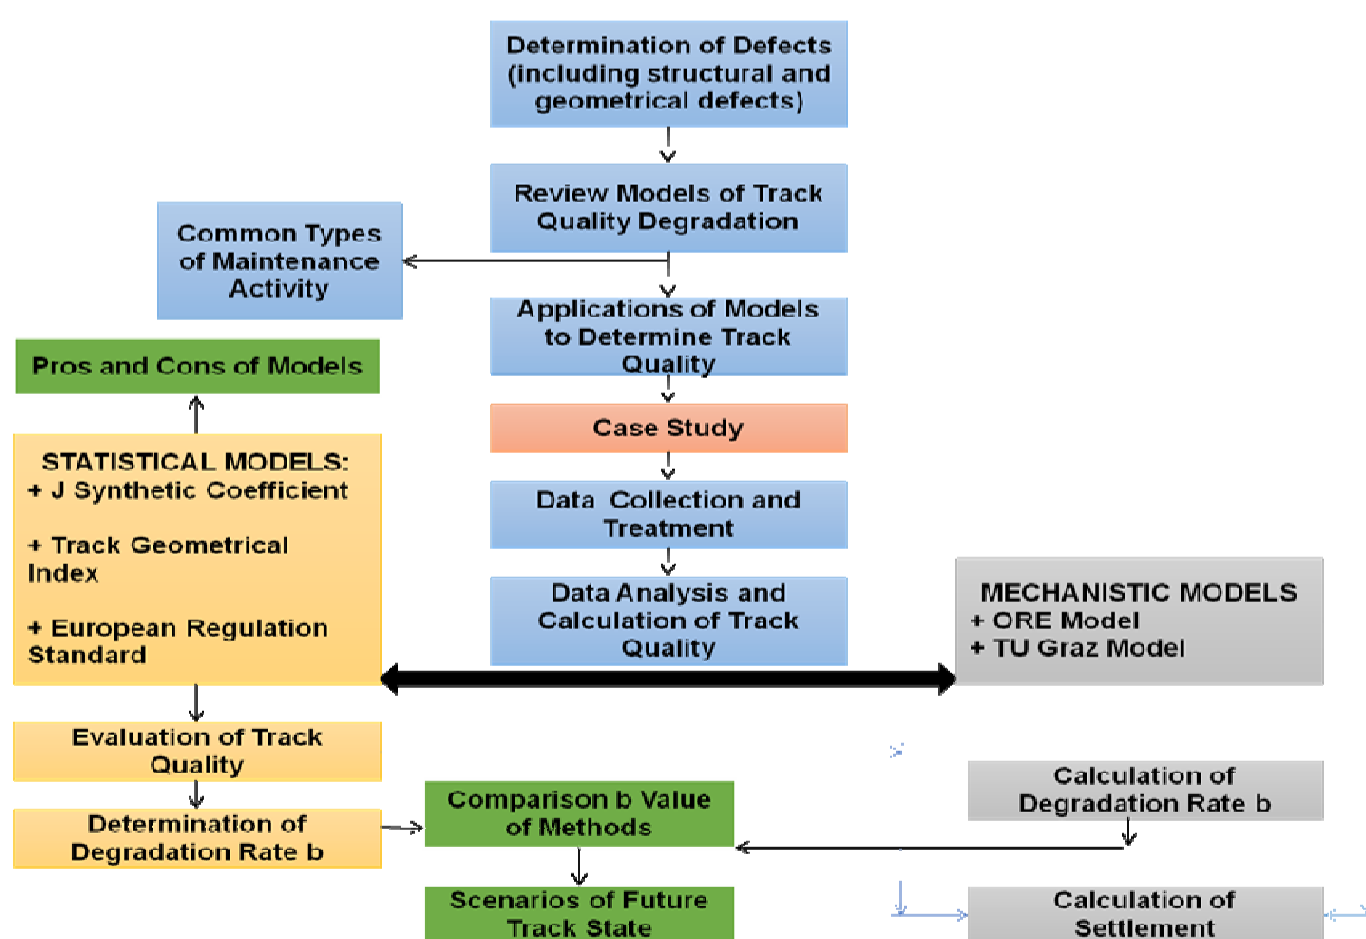 Determination of Defects
(including structural and
geometrical defects)
Review Models of Track
Quality Degradation
Common Types
of Maintenance
Activity
Applications of Models
to Determine Track
Quality
Pros and Cons of Models
Case Study
STATISTICAL MODELS:
+ J Synthetic Coefficient
+ Track Geometrical
Index
+ European Regulation
Standard
Data Collection and
Treatment
Data Analysis and
Calculation of Track
Quality
MECHANISTIC MODELS
+ ORE Model
+ TU Graz Model
Evaluation of Track
Quality
Determination of
Degradation Rate b
Comparison b Value
of Methods
Calculation of
Degradation Rate b
Scenarios of Future
Track State
Calculation of
Settlement